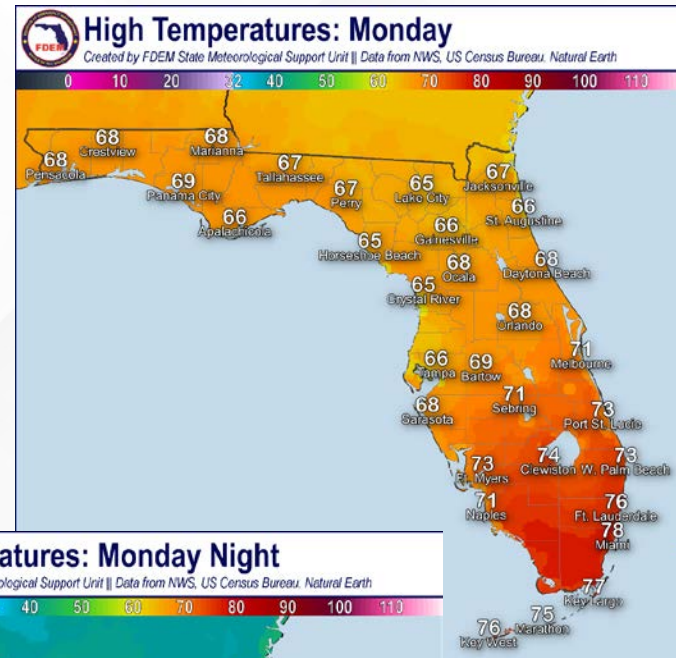 FDEM
High Temperatures: Monday
Created by FDEM State Meteorological Support Unit || Data from NWS, US Census Bureau, Natural Earth
0 10 20 32 40 50 60 70 80 90 100 110
68
Crestview
68
Marianna
68
Pensacola
69
Panama City
67
Tallahassee
67
Perry
65
Lake City
67
Jacksonville
66
Apalachicola
66
St. Augustine
66
Gainesville
65
Horseshoe Beach
68
Ocala
68
Daytona Beach
65
Crystal River
68
Orlando
66
Tampa
69
Bartow
71
Melbourne
68
Sarasota
71
Sebring
73
Port St. Lucie
73
Ft. Myers
74
Clewiston
73
W. Palm Beach
71
Naples
76
Ft. Lauderdale
78
Miami
77
Key Largo
75
Marathon
76
Key West
atures: Monday Night
ological Support Unit || Data from NWS, US Census Bureau, Natural Earth
40 50 60 70 80 90 100 110